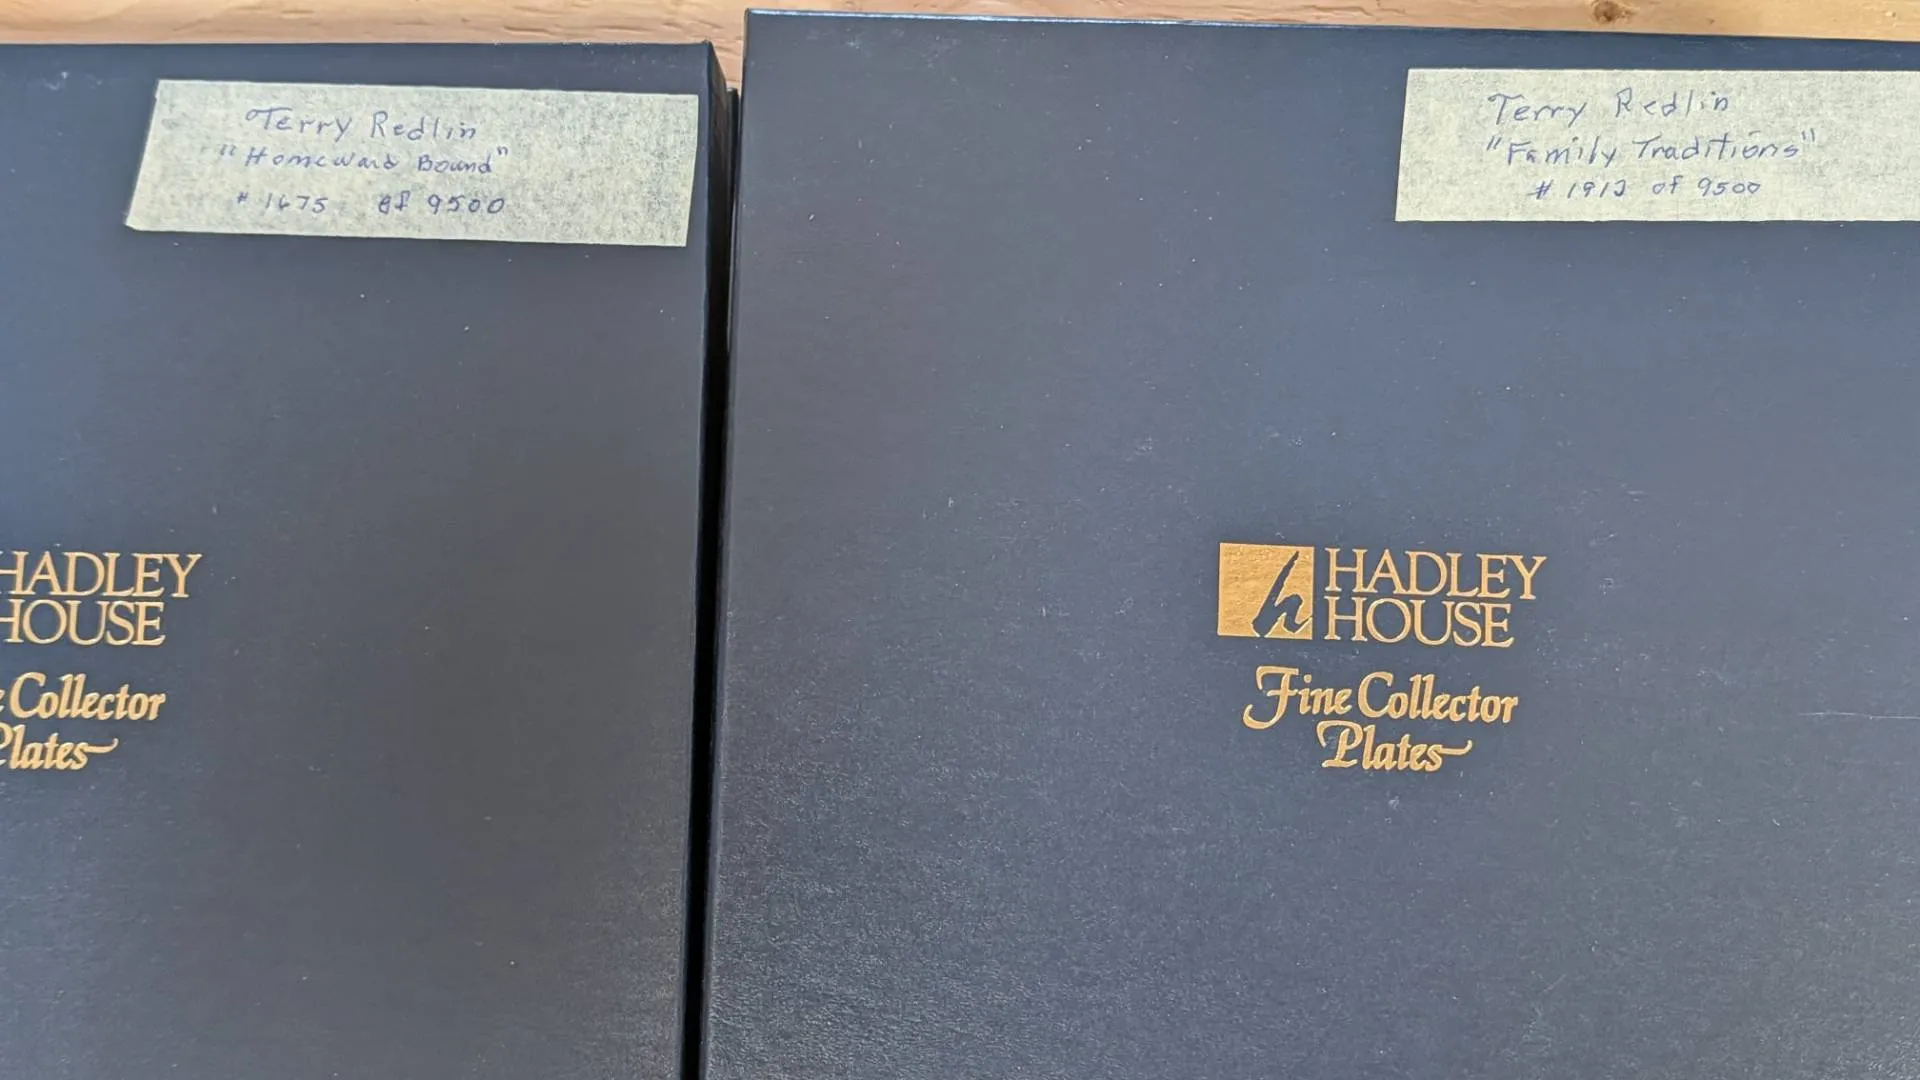 Terry Redlin
"Homeward Bound"
# 1675 of 9500
Terry Redlin
"Family Traditions"
# 1912 of 9500
HADLEY
HOUSE
Collector
Plates
h HADLEY
HOUSE
Fine Collector
Plates